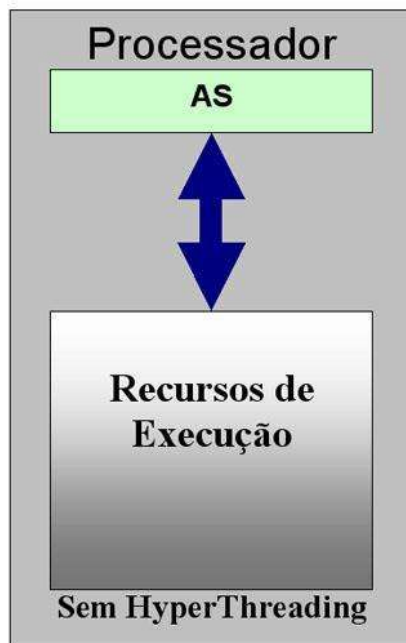 Processador
AS
Recursos de
Execução
Sem HyperThreading